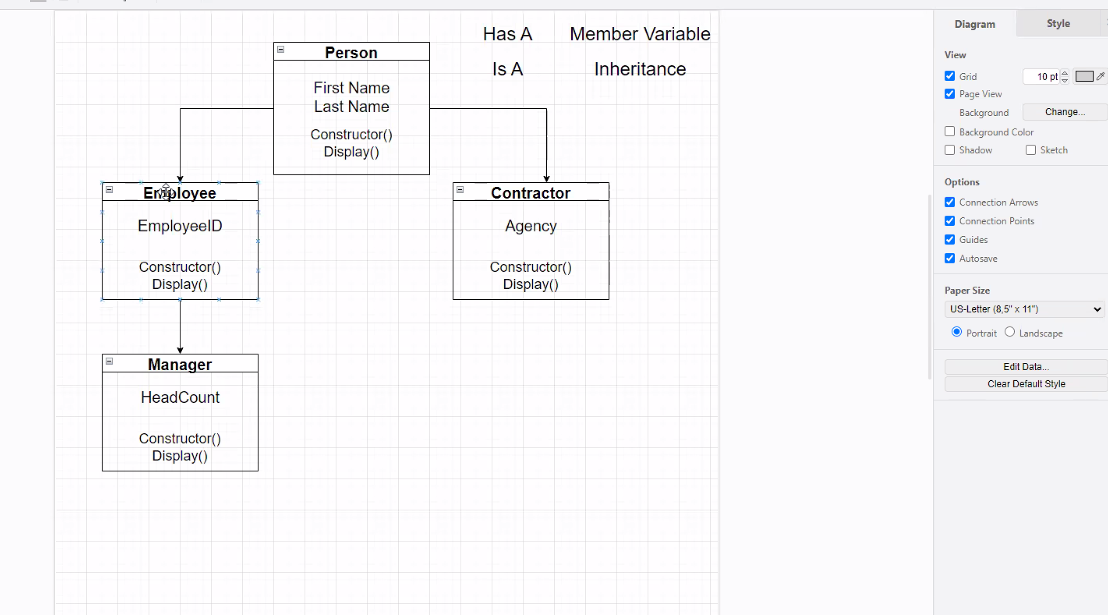 Has A
Member Variable
Is A
Inheritance
Person
First Name
Last Name
Constructor()
Display()
Employee
EmployeeID
Constructor()
Display()
Contractor
Agency
Constructor()
Display()
Manager
HeadCount
Constructor()
Display()
Diagram
Style
View
Grid
10 pt
Page View
Background
Change...
Background Color
Shadow
Sketch
Options
Connection Arrows
Connection Points
Guides
Autosave
Paper Size
US-Letter (8,5" x 11")
Portrait
Landscape
Edit Data...
Clear Default Style